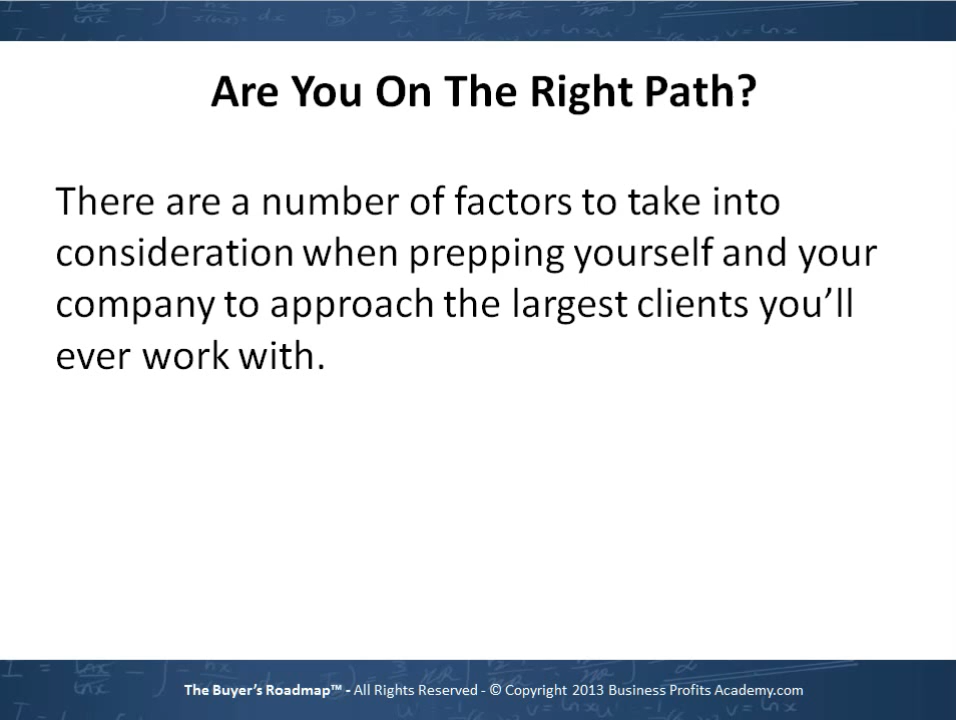 Are You On The Right Path?
There are a number of factors to take into
consideration when prepping yourself and your
company to approach the largest clients you’ll
ever work with.
The Buyer’s Roadmap™ - All Rights Reserved - © Copyright 2013 Business Profits Academy.com